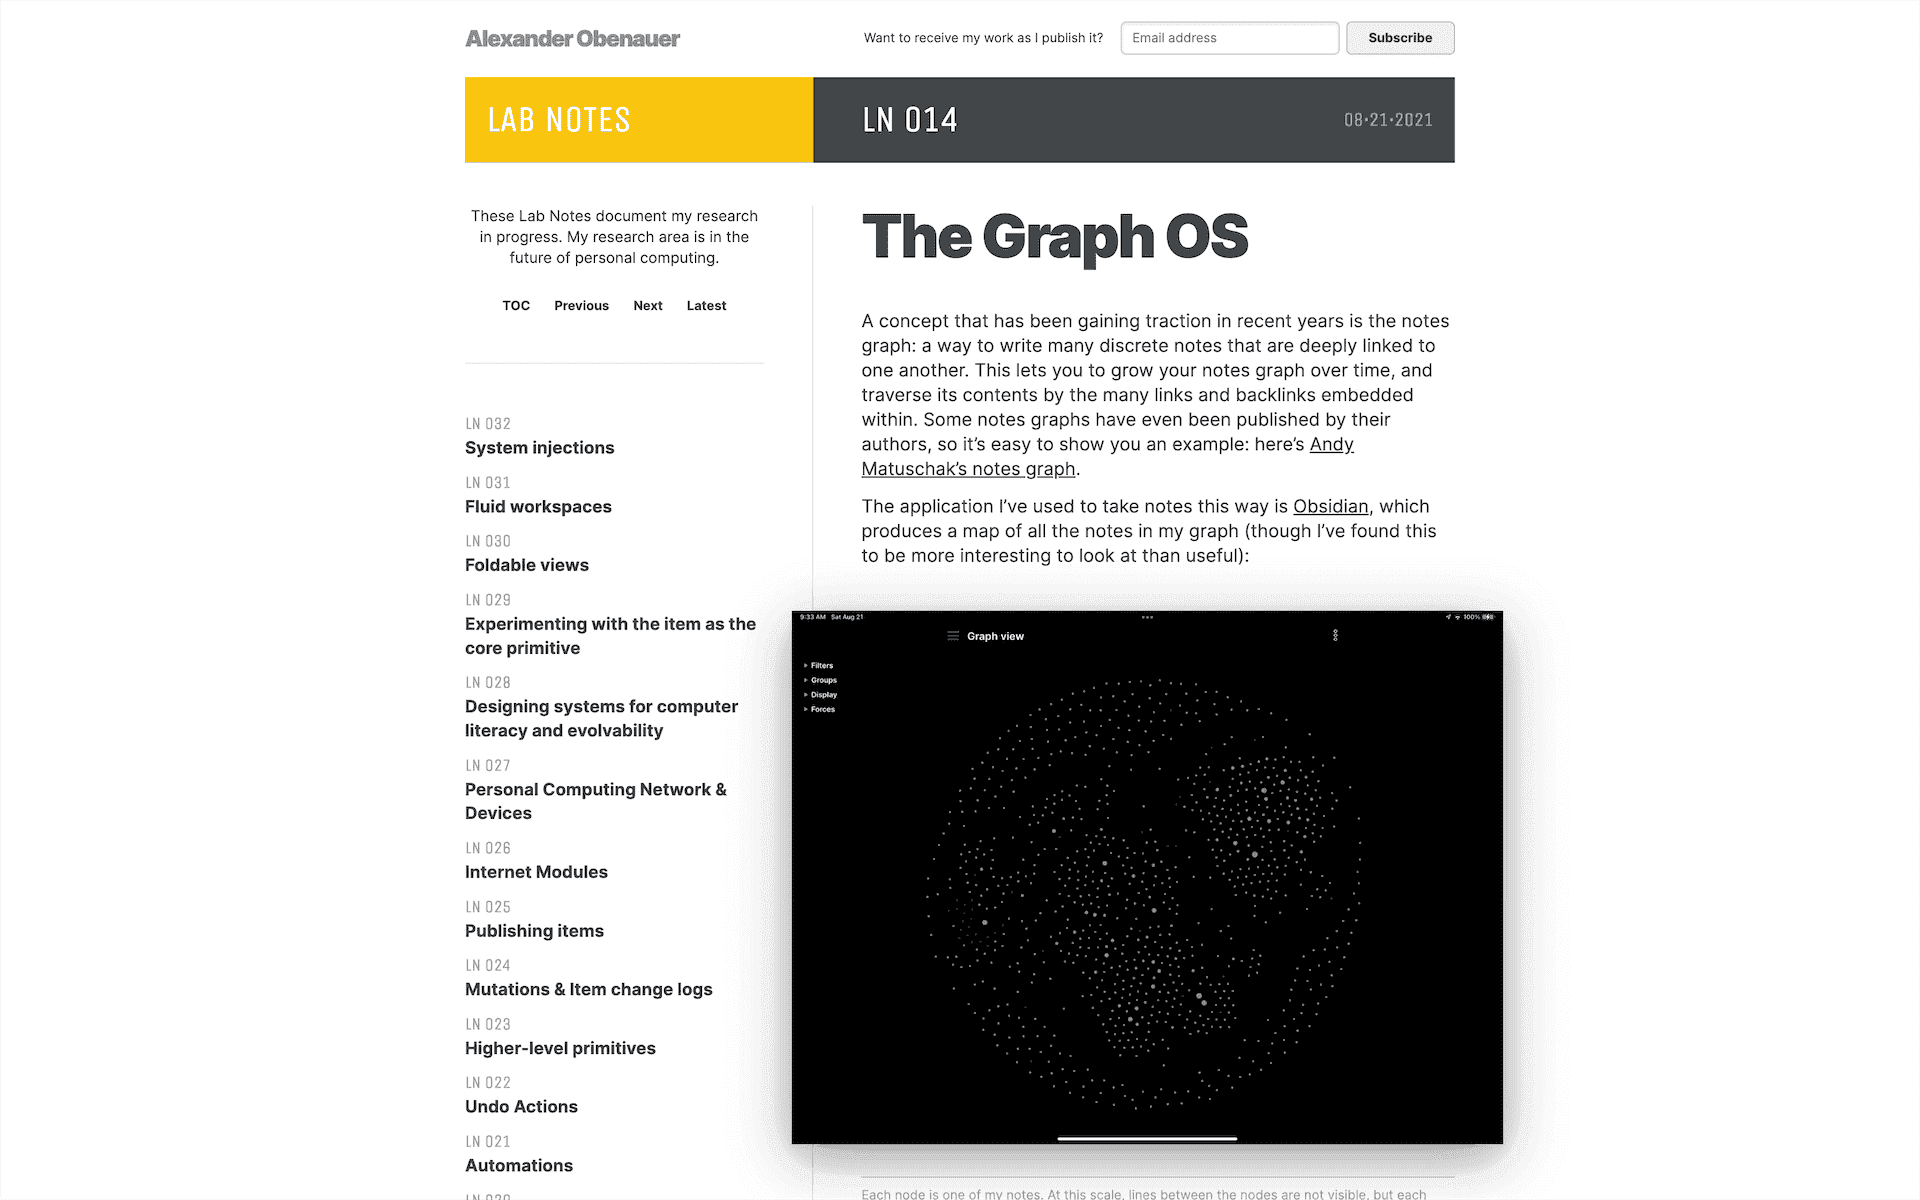 Alexander Obenauer
Want to receive my work as I publish it?
Email address
Subscribe
LAB NOTES
LN 014
08·21·2021
These Lab Notes document my research
in progress. My research area is in the
future of personal computing.
TOC Previous Next Latest
LN 032
System injections
LN 031
Fluid workspaces
LN 030
Foldable views
LN 029
Experimenting with the item as the
core primitive
LN 028
Designing systems for computer
literacy and evolvability
LN 027
Personal Computing Network &
Devices
LN 026
Internet Modules
LN 025
Publishing items
LN 024
Mutations & Item change logs
LN 023
Higher-level primitives
LN 022
Undo Actions
LN 021
Automations
LN 020
The Graph OS
A concept that has been gaining traction in recent years is the notes
graph: a way to write many discrete notes that are deeply linked to
one another. This lets you to grow your notes graph over time, and
traverse its contents by the many links and backlinks embedded
within. Some notes graphs have even been published by their
authors, so it’s easy to show you an example: here’s Andy
Matuschak’s notes graph.
The application I’ve used to take notes this way is Obsidian, which
produces a map of all the notes in my graph (though I’ve found this
to be more interesting to look at than useful):
9:33 AM Sat Aug 21
100%
Graph view
Filters
Groups
Display
Forces
Each node is one of my notes. At this scale, lines between the nodes are not visible, but each